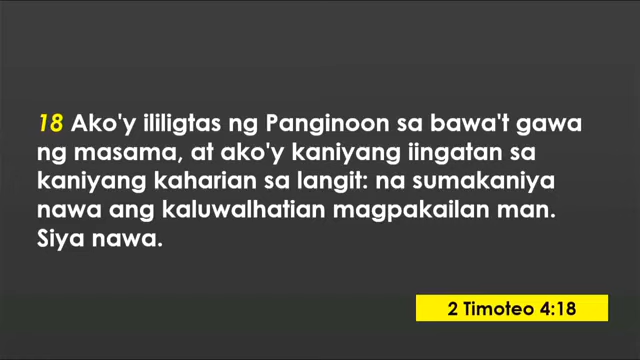 18 Ako'y ililigtas ng Panginoon sa bawa't gawa
ng masama, at ako'y kaniyang iingatan sa
kaniyang kaharian sa langit: na sumakaniya
nawa ang kaluwalhatian magpakailan man.
Siya nawa.
2 Timoteo 4:18